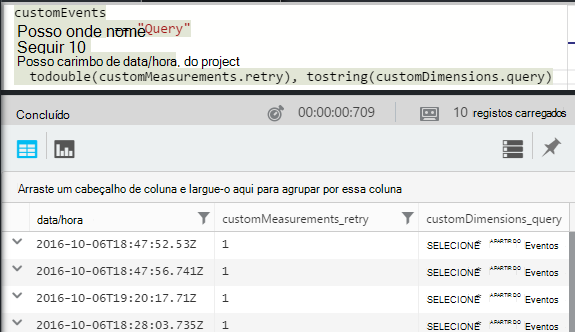 customEvents
Posso onde nome == "Query"
Seguir 10
Posso carimbo de data/hora, do project
todouble(customMeasurements.retry), tostring(customDimensions.query)
Concluído 00:00:00:709 10 registos carregados
Arraste um cabeçalho de coluna e largue-o aqui para agrupar por essa coluna
data/hora customMeasurements_retry customDimensions_query
2016-10-06T18:47:52.53Z 1 SELECIONE * APARTIR DO Eventos
2016-10-06T18:47:56.741Z 1 SELECIONE * APARTIR DO Eventos
2016-10-06T19:20:17.71Z 1 SELECIONE * APARTIR DO Eventos
2016-10-06T18:28:03.735Z 1 SELECIONE * APARTIR DO Eventos